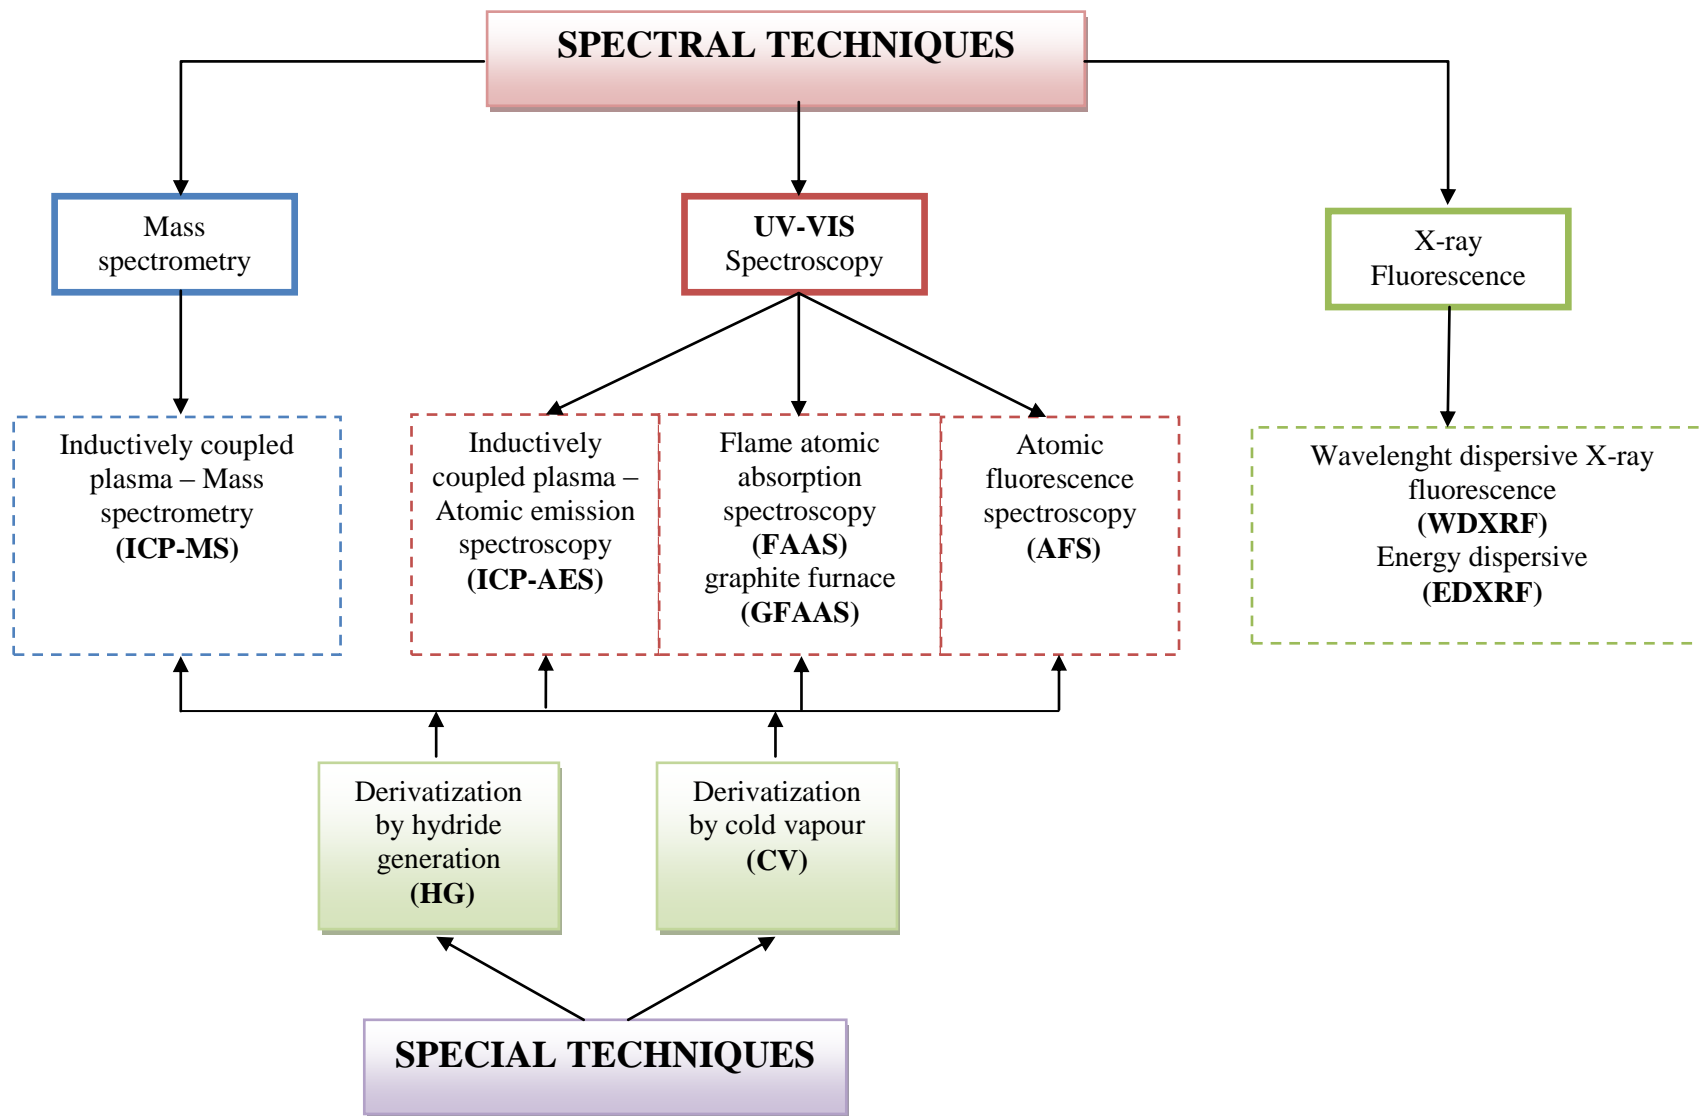 SPECTRAL TECHNIQUES
Mass
spectrometry
UV-VIS
Spectroscopy
X-ray
Fluorescence
Inductively coupled
plasma – Mass
spectrometry
(ICP-MS)
Inductively
coupled plasma –
Atomic emission
spectroscopy
(ICP-AES)
Flame atomic
absorption
spectroscopy
(FAAS)
graphite furnace
(GFAAS)
Atomic
fluorescence
spectroscopy
(AFS)
Wavelenght dispersive X-ray
fluorescence
(WDXRF)
Energy dispersive
(EDXRF)
Derivatization
by hydride
generation
(HG)
Derivatization
by cold vapour
(CV)
SPECIAL TECHNIQUES